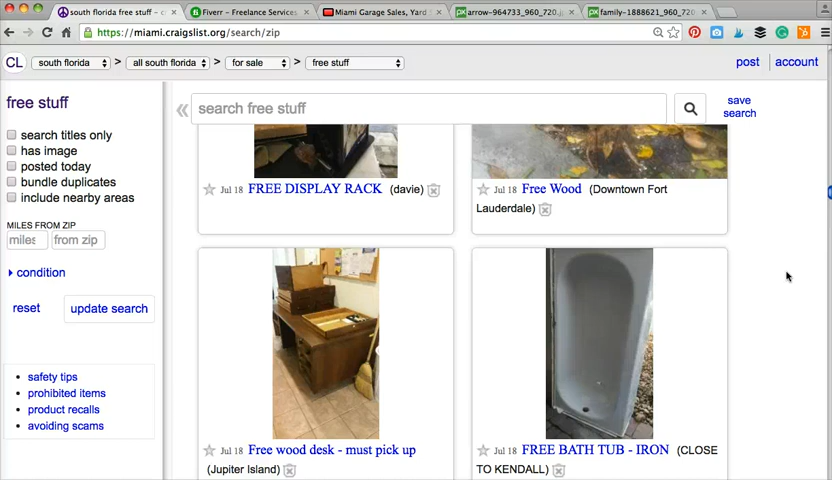 south florida free stuff - c
Fiverr - Freelance Services
Miami Garage Sales, Yard S
arrow-964733_960_720.j
family-1888621_960_720
https://miami.craigslist.org/search/zip
CL south florida > all south florida > for sale > free stuff post account
free stuff
search titles only
has image
posted today
bundle duplicates
include nearby areas
MILES FROM ZIP
miles from zip
condition
reset update search
safety tips
prohibited items
product recalls
avoiding scams
« search free stuff
save
search
Jul 18 FREE DISPLAY RACK (davie)
Jul 18 Free Wood (Downtown Fort
Lauderdale)
Jul 18 Free wood desk - must pick up
(Jupiter Island)
Jul 18 FREE BATH TUB - IRON (CLOSE
TO KENDALL)